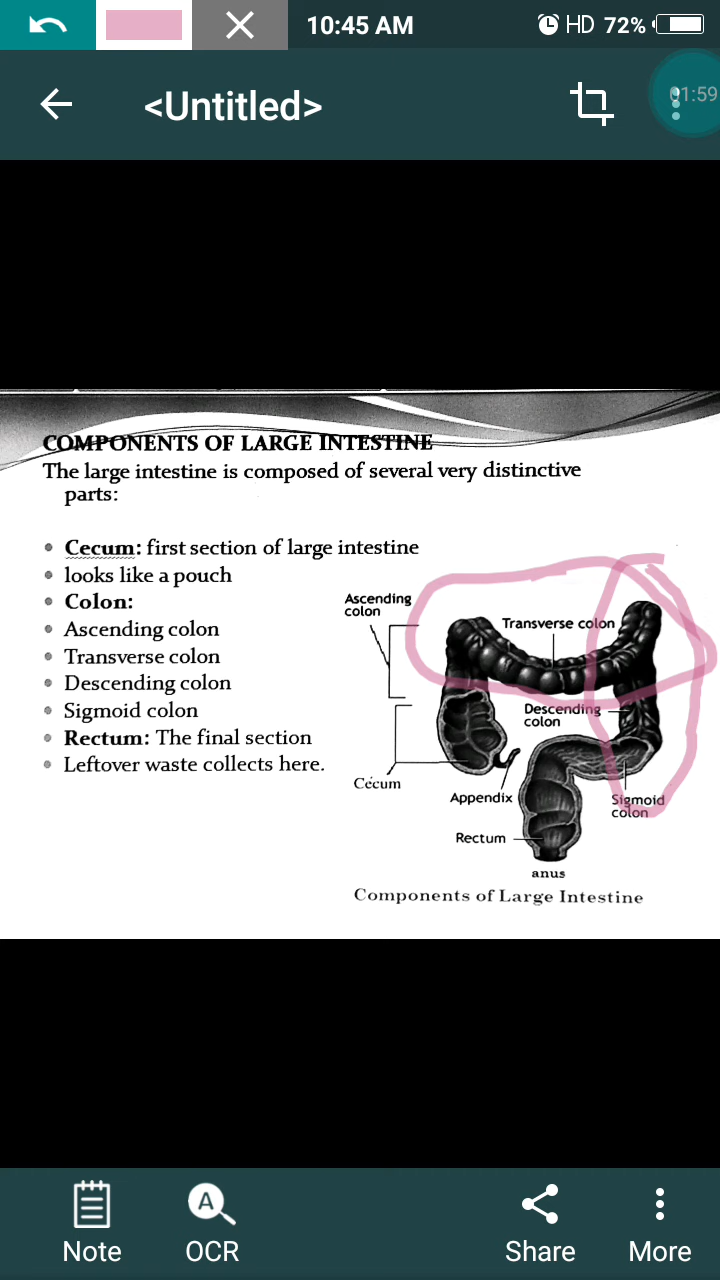 10:45 AM
HD 72%
<Untitled>
01:59
COMPONENTS OF LARGE INTESTINE
The large intestine is composed of several very distinctive
parts:
• Cecum: first section of large intestine
• looks like a pouch
• Colon:
• Ascending colon
• Transverse colon
• Descending colon
• Sigmoid colon
• Rectum: The final section
• Leftover waste collects here.
Ascending
colon
Transverse colon
Descending
colon
Cecum
Appendix
Sigmoid
colon
Rectum
anus
Components of Large Intestine
A
Note
OCR
Share
More